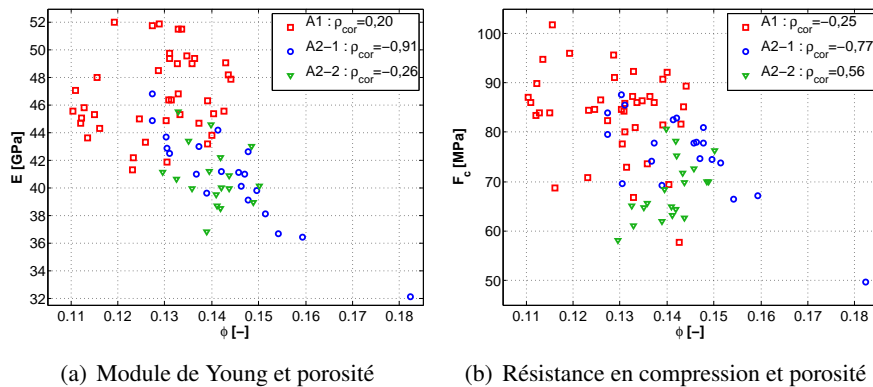 52
50
48
46
44
42
40
38
36
34
32
E [GPa]
0.11 0.12 0.13 0.14 0.15 0.16 0.17 0.18
ϕ [−]
A1 : ρcor=0,20
A2−1 : ρcor=−0,91
A2−2 : ρcor=−0,26
100
90
80
70
60
50
Fc [MPa]
0.11 0.12 0.13 0.14 0.15 0.16 0.17 0.18
ϕ [−]
A1 : ρcor=−0,25
A2−1 : ρcor=−0,77
A2−2 : ρcor=0,56
(a) Module de Young et porosité
(b) Résistance en compression et porosité